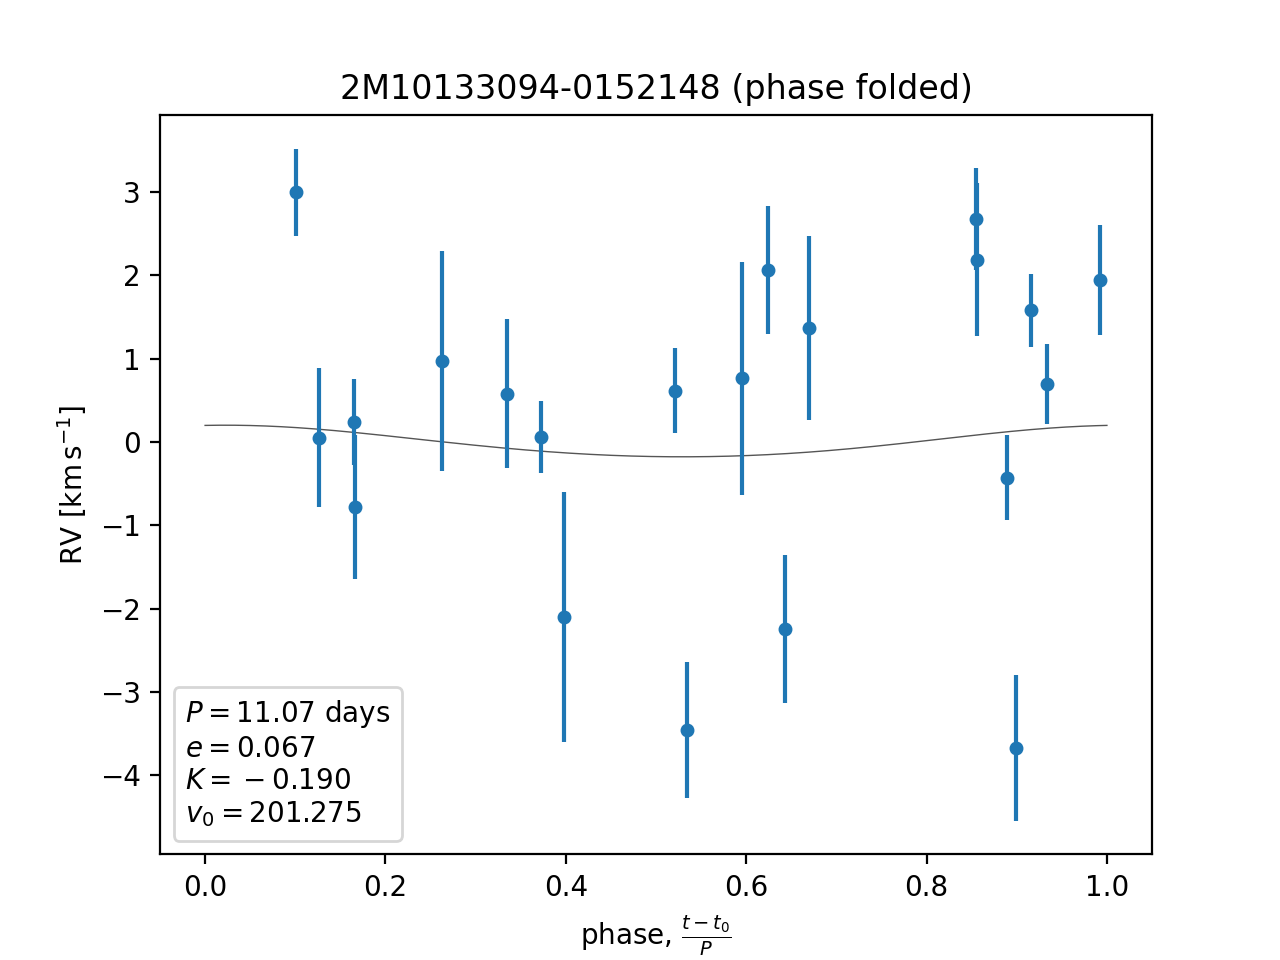 2M10133094-0152148 (phase folded)
RV [km s⁻¹]
3
2
1
0
−1
−2
−3
−4
P = 11.07 days
e = 0.067
K = −0.190
v₀ = 201.275
0.0 0.2 0.4 0.6 0.8 1.0
phase, (t − t₀)/P